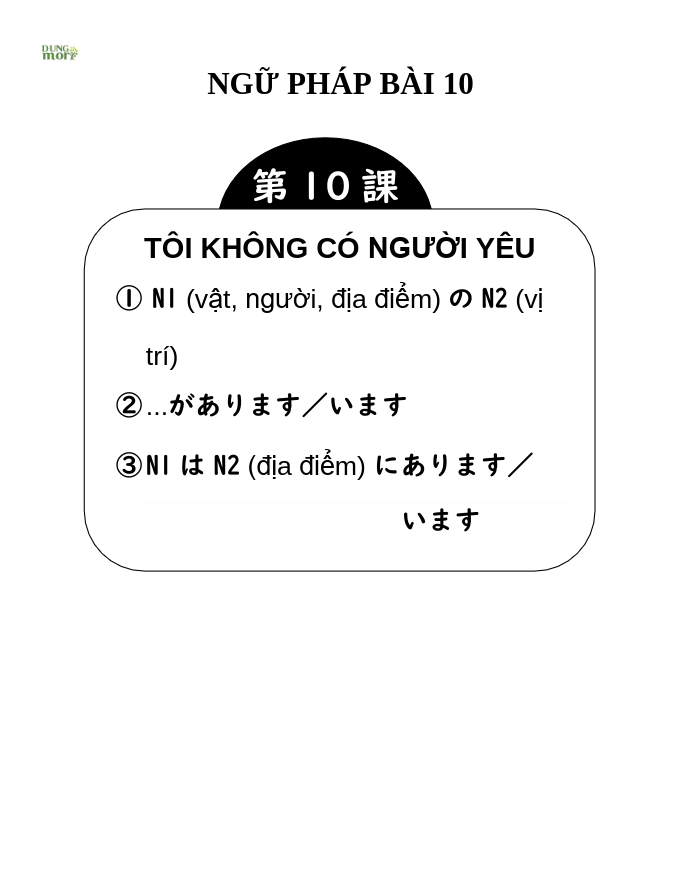 DUNG
mori
NGỮ PHÁP BÀI 10
第10課
TÔI KHÔNG CÓ NGƯỜI YÊU
① N1 (vật, người, địa điểm) の N2 (vị
trí)
②...があります／います
③N1 は N2 (địa điểm) にあります／
います